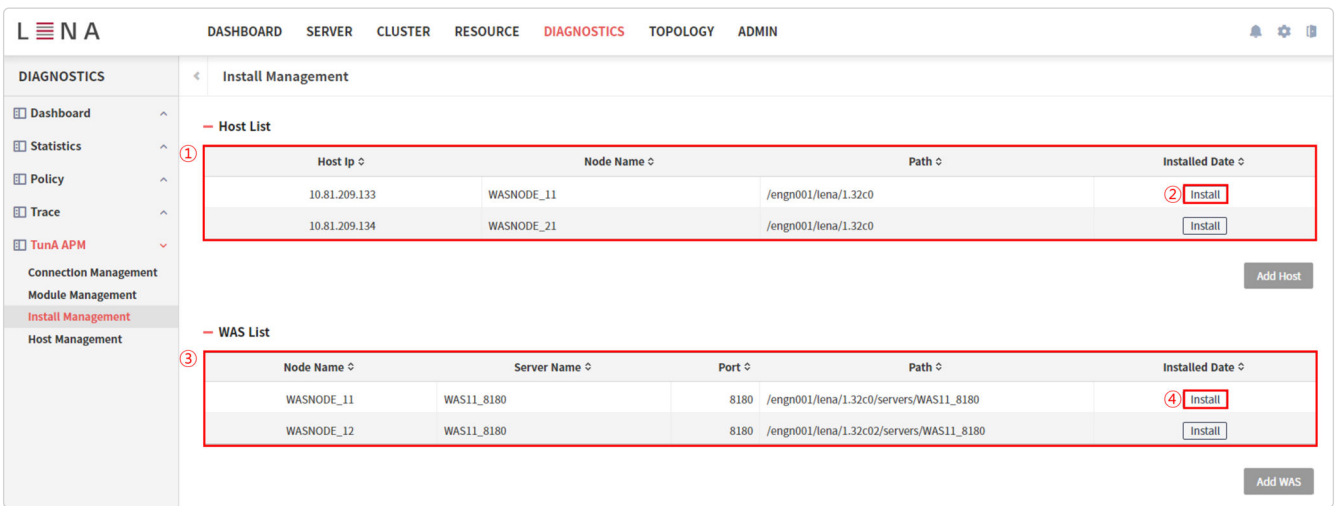 LENA
DASHBOARD SERVER CLUSTER RESOURCE DIAGNOSTICS TOPOLOGY ADMIN
DIAGNOSTICS
Install Management
Dashboard
Statistics
Policy
Trace
TunA APM
Connection Management
Module Management
Install Management
Host Management
Host List
①
Host Ip Node Name Path Installed Date
10.81.209.133 WASNODE_11 /engn001/lena/1.32c0 ② Install
10.81.209.134 WASNODE_21 /engn001/lena/1.32c0 Install
Add Host
WAS List
③
Node Name Server Name Port Path Installed Date
WASNODE_11 WAS11_8180 8180 /engn001/lena/1.32c0/servers/WAS11_8180 ④ Install
WASNODE_12 WAS11_8180 8180 /engn001/lena/1.32c02/servers/WAS11_8180 Install
Add WAS